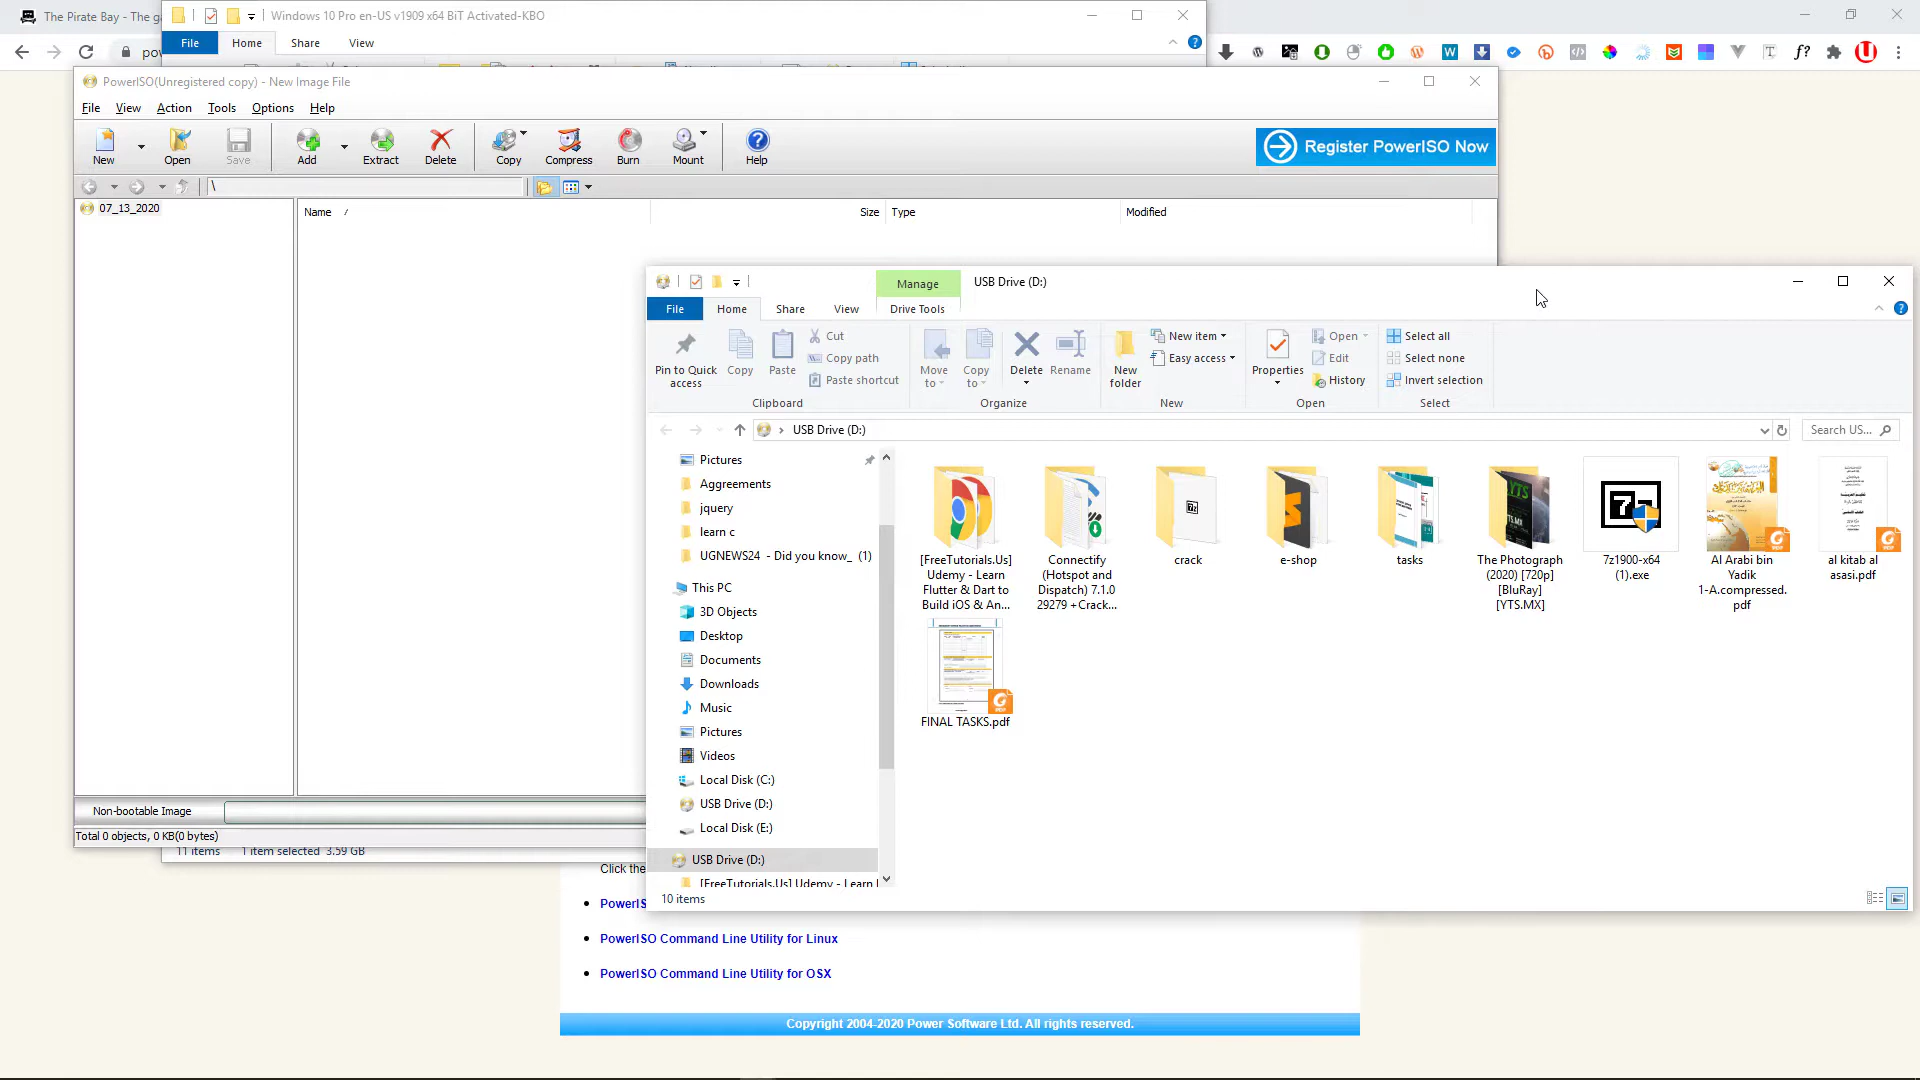 The Pirate Bay - The ga
Windows 10 Pro en-US v1909 x64 BiT Activated-KBO
File Home Share View
PowerISO(Unregistered copy) - New Image File
File View Action Tools Options Help
New Open Save Add Extract Delete Copy Compress Burn Mount Help
Register PowerISO Now
\
07_13_2020
Name / Size Type Modified
Manage USB Drive (D:)
File Home Share View Drive Tools
Pin to Quick access
Copy
Paste
Cut
Copy path
Paste shortcut
Clipboard
Move to
Copy to
Delete
Rename
Organize
New folder
New item
Easy access
New
Properties
Open
Edit
History
Open
Select all
Select none
Invert selection
Select
USB Drive (D:)
Search US...
Pictures
Aggreements
jquery
learn c
UGNEWS24 - Did you know_ (1)
This PC
3D Objects
Desktop
Documents
Downloads
Music
Pictures
Videos
Local Disk (C:)
USB Drive (D:)
Local Disk (E:)
USB Drive (D:)
[FreeTutorials.Us] Udemy - Learn
[FreeTutorials.Us]
Udemy - Learn
Flutter & Dart to
Build iOS & An...
Connectify
(Hotspot and
Dispatch) 7.1.0
29279 +Crack...
crack
e-shop
tasks
The Photograph
(2020) [720p]
[BluRay]
[YTS.MX]
7z1900-x64
(1).exe
Al Arabi bin
Yadik
1-A.compressed.
pdf
al kitab al
asasi.pdf
FINAL TASKS.pdf
10 items
Non-bootable Image
Total 0 objects, 0 KB(0 bytes)
11 items 1 item selected 3.59 GB
Click the
PowerIS
PowerISO Command Line Utility for Linux
PowerISO Command Line Utility for OSX
Copyright 2004-2020 Power Software Ltd. All rights reserved.